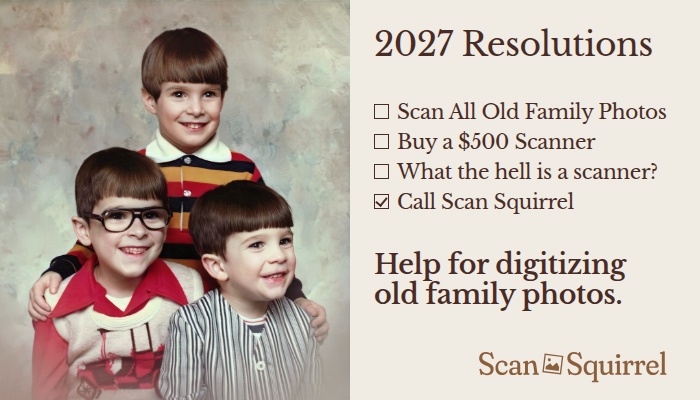 2027 Resolutions
Scan All Old Family Photos
Buy a $500 Scanner
What the hell is a scanner?
Call Scan Squirrel
Help for digitizing
old family photos.
Scan Squirrel